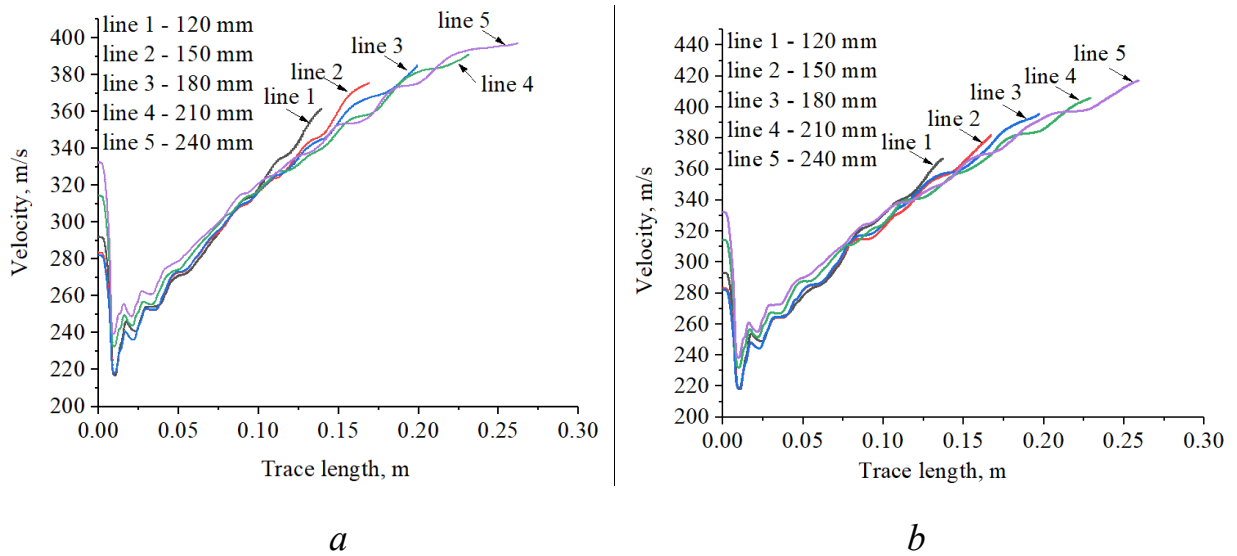 line 1 - 120 mm
line 2 - 150 mm
line 3 - 180 mm
line 4 - 210 mm
line 5 - 240 mm
line 1
line 2
line 3
line 4
line 5
400
380
360
340
320
300
280
260
240
220
200
Velocity, m/s
0.00 0.05 0.10 0.15 0.20 0.25 0.30
Trace length, m
a
line 1 - 120 mm
line 2 - 150 mm
line 3 - 180 mm
line 4 - 210 mm
line 5 - 240 mm
line 1
line 2
line 3
line 4
line 5
440
420
400
380
360
340
320
300
280
260
240
220
200
Velocity, m/s
0.00 0.05 0.10 0.15 0.20 0.25 0.30
Trace length, m
b